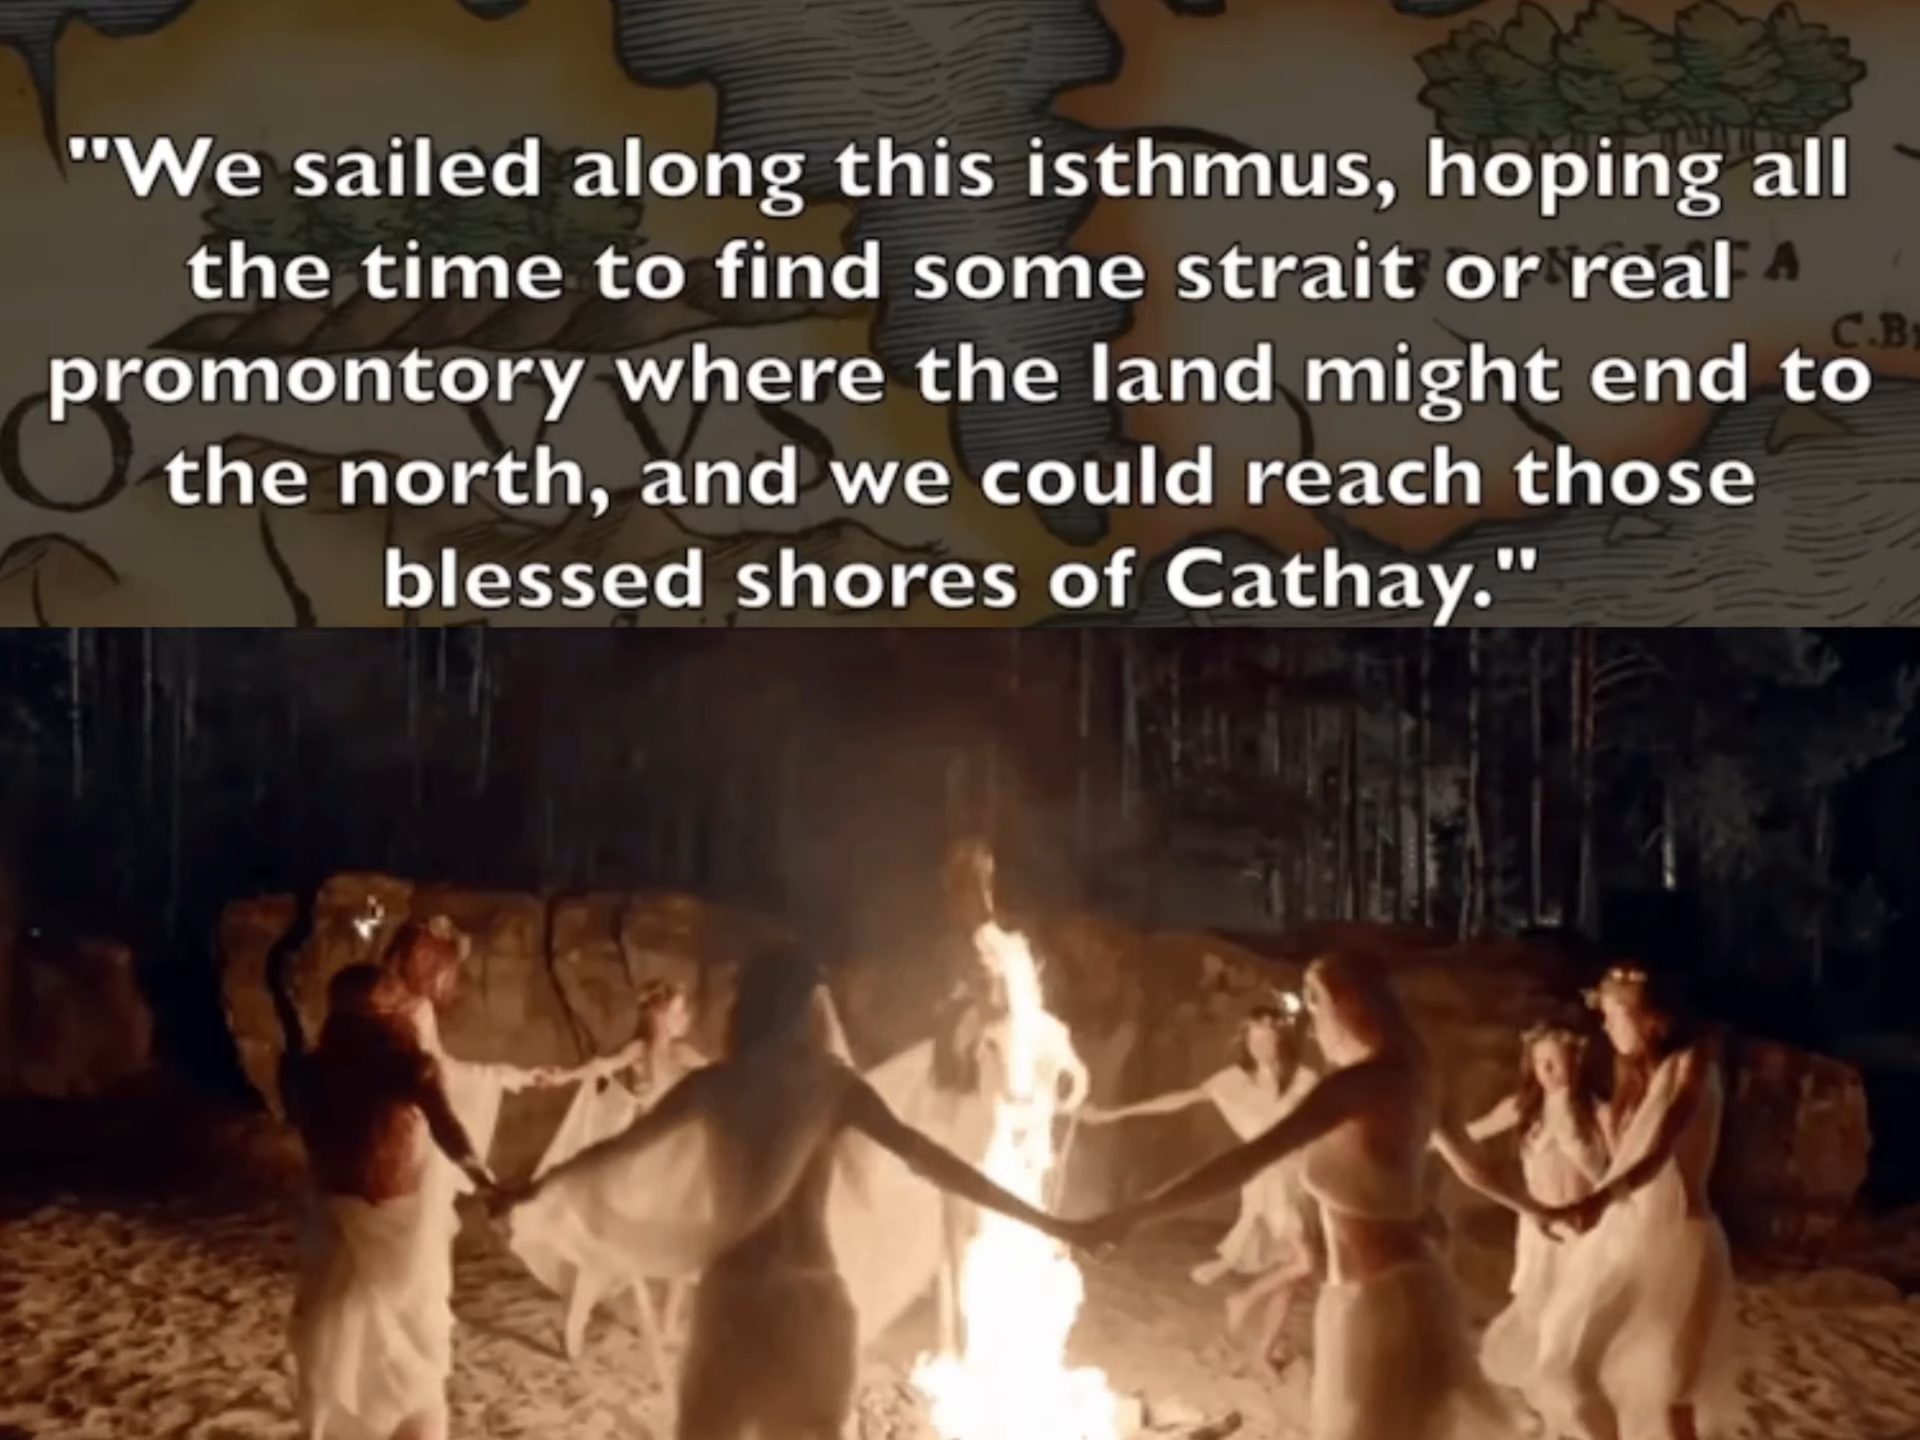 "We sailed along this isthmus, hoping all
the time to find some strait or real
promontory where the land might end to
the north, and we could reach those
blessed shores of Cathay."
C.B